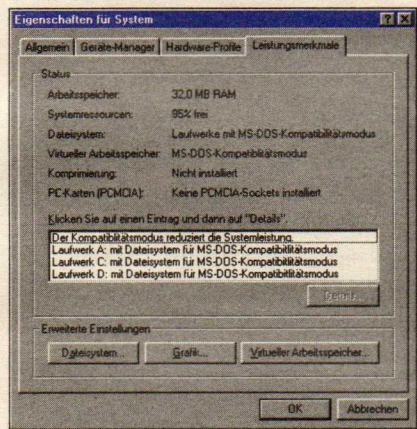 Eigenschaften für System
Allgemein Geräte-Manager Hardware-Profile Leistungsmerkmale
Status
Arbeitsspeicher: 32,0 MB RAM
Systemressourcen: 95% frei
Dateisystem: Laufwerke mit MS-DOS-Kompatibilitätsmodus
Virtueller Arbeitsspeicher: MS-DOS-Kompatiblitätsmodus
Komprimierung: Nicht installiert
PC-Karten (PCMCIA): Keine PCMCIA-Sockets installiert
Klicken Sie auf einen Eintrag und dann auf "Details".
Der Kompatiblitätsmodus reduziert die Systemleistung.
Laufwerk A: mit Dateisystem für MS-DOS-Kompatibilitätsmodus
Laufwerk C: mit Dateisystem für MS-DOS-Kompatibilitätsmodus
Laufwerk D: mit Dateisystem für MS-DOS-Kompatibilitätsmodus
Details...
Erweiterte Einstellungen
Dateisystem... Grafik... Virtueller Arbeitsspeicher...
OK Abbrechen